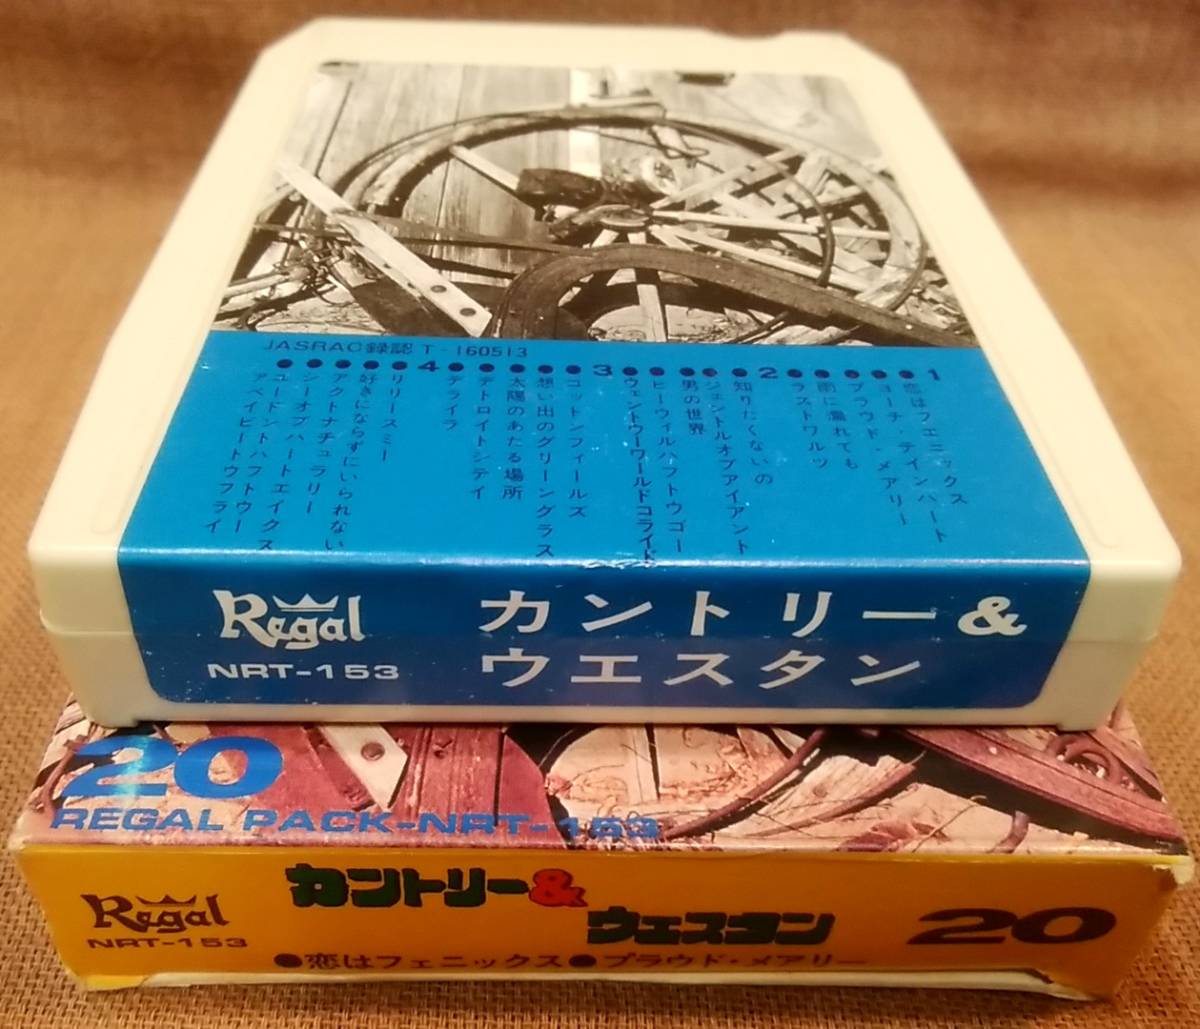 JASRAC録認 T-160513
1
●恋はフェニックス
●ヨーチ・テインハート
●プラウド・メアリー
●雨に濡れても
●ラストワルツ
2
●知りたくないの
●ジェントルオブアイアント
●男の世界
●ヒーウィルハフトウゴー
●ウェントウーワールドコライド
3
●コットンフィールズ
●想い出のグリーングラス
●太陽のあたる場所
●デトロイトシテイ
●デライラ
4
●リリースミー
●好きにならずにいられない
●アクトナチュラリー
●シーオブハートエイクス
●ユードントハフトウー
アベイビートウフライ
Regal
NRT-153
カントリー&
ウエスタン
20
REGAL PACK-NRT-153
Regal
NRT-153
カントリー&
ウェスタン
20
●恋はフェニックス●プラウド・メアリー